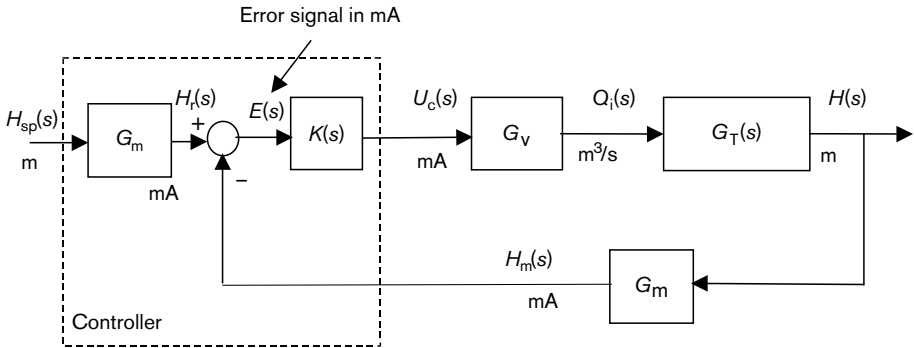 Error signal in mA
H_sp(s)
m
G_m
H_r(s)
mA
+
−
E(s)
K(s)
U_c(s)
mA
G_v
Q_i(s)
m³/s
G_T(s)
H(s)
m
H_m(s)
mA
G_m
Controller